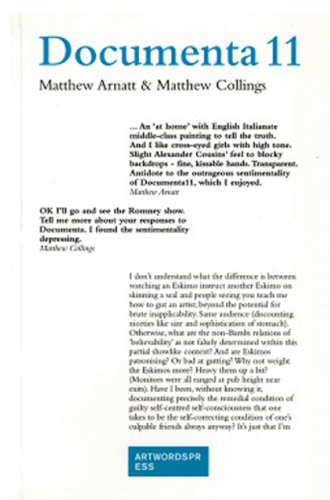 Documenta 11
Matthew Arnatt & Matthew Collings
... An 'at home' with English Italianate
middle-class painting to tell the truth.
And I like cross-eyed girls with high tone.
Slight Alexander Cousins' feel to blocky
backdrops - fine, kissable hands. Transparent.
Antidote to the outrageous sentimentality
of Documenta11, which I enjoyed.
Matthew Arnatt
OK I'll go and see the Romney show.
Tell me more about your responses to
Documenta. I found the sentimentality
depressing.
Matthew Collings
I don't understand what the difference is between
watching an Eskimo instruct another Eskimo on
skinning a seal and people seeing you teach me
how to gut an artist; beyond the potential for
brute inapplicability. Same audience (discounting
niceties like size and sophistication of stomach).
Otherwise, what are the non-Bambi relations of
'believability' as not falsely determined within this
partial showlike context? And are Eskimos
patronising? Or bad at gutting? Why not weight
the Eskimos more? Heavy them up a bit?
(Monitors were all ranged at pub height near
exits). Have I been, without knowing it,
documenting precisely the remedial condition of
guilty self-centred self-consciousness that one
takes to be the self-correcting condition of one's
culpable friends always anyway? It's just that I'm
ARTWORDSPR
ESS